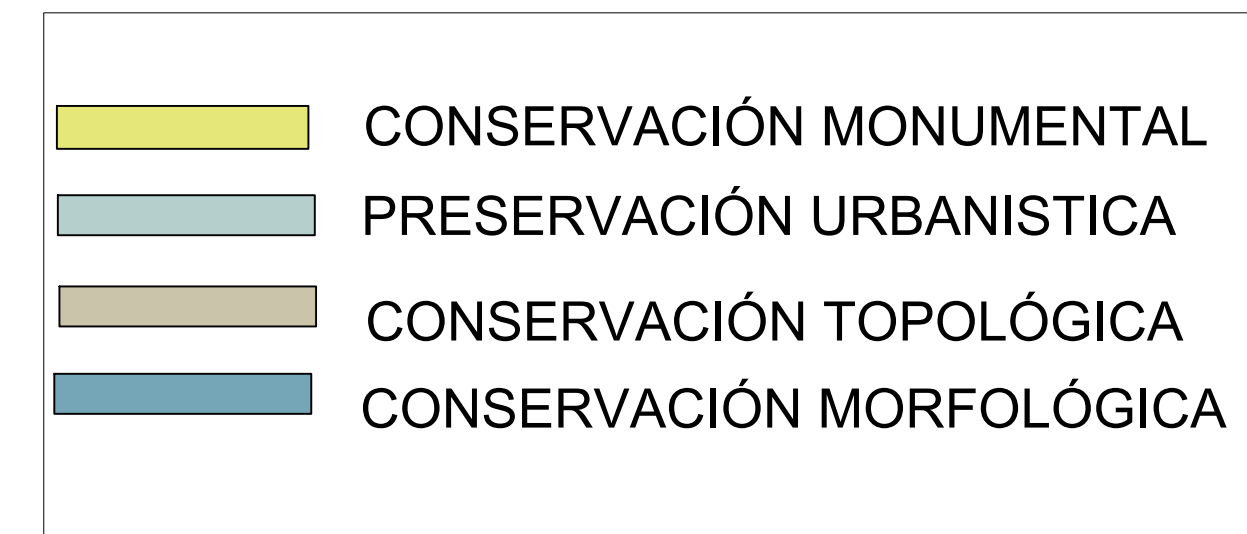 CONSERVACIÓN MONUMENTAL
PRESERVACIÓN URBANISTICA
CONSERVACIÓN TOPOLÓGICA
CONSERVACIÓN MORFOLÓGICA